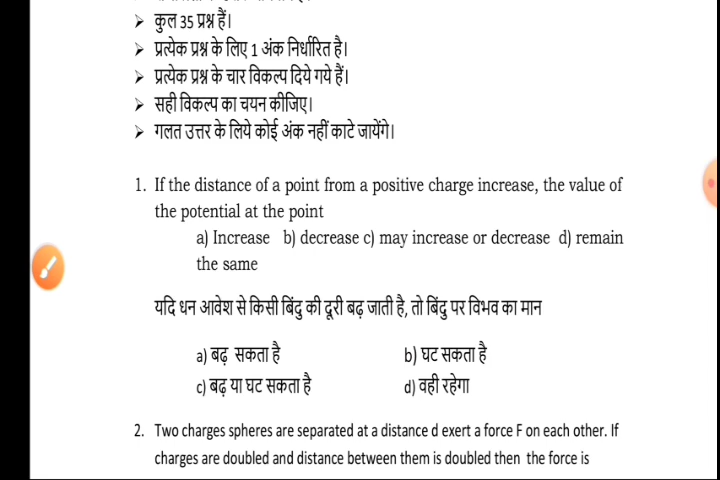 ➢ कुल 35 प्रश्न हैं।
➢ प्रत्येक प्रश्न के लिए 1 अंक निर्धारित है।
➢ प्रत्येक प्रश्न के चार विकल्प दिये गये हैं।
➢ सही विकल्प का चयन कीजिए।
➢ गलत उत्तर के लिये कोई अंक नहीं काटे जायेंगे।
1. If the distance of a point from a positive charge increase, the value of
the potential at the point
a) Increase b) decrease c) may increase or decrease d) remain
the same
यदि धन आवेश से किसी बिंदु की दूरी बढ़ जाती है, तो बिंदु पर विभव का मान
a) बढ़ सकता है b) घट सकता है
c) बढ़ या घट सकता है d) वही रहेगा
2. Two charges spheres are separated at a distance d exert a force F on each other. If
charges are doubled and distance between them is doubled then the force is